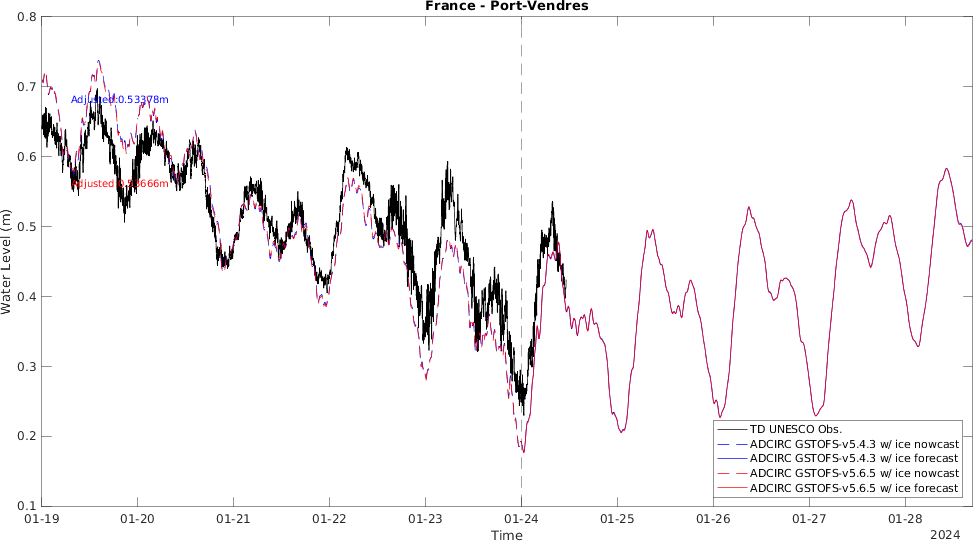 France - Port-Vendres
0.8
0.7
0.6
0.5
0.4
0.3
0.2
0.1
Water Level (m)
Adjusted:0.53378m
Adjusted:0.53666m
TD UNESCO Obs.
ADCIRC GSTOFS-v5.4.3 w/ ice nowcast
ADCIRC GSTOFS-v5.4.3 w/ ice forecast
ADCIRC GSTOFS-v5.6.5 w/ ice nowcast
ADCIRC GSTOFS-v5.6.5 w/ ice forecast
01-19 01-20 01-21 01-22 01-23 01-24 01-25 01-26 01-27 01-28
Time
2024